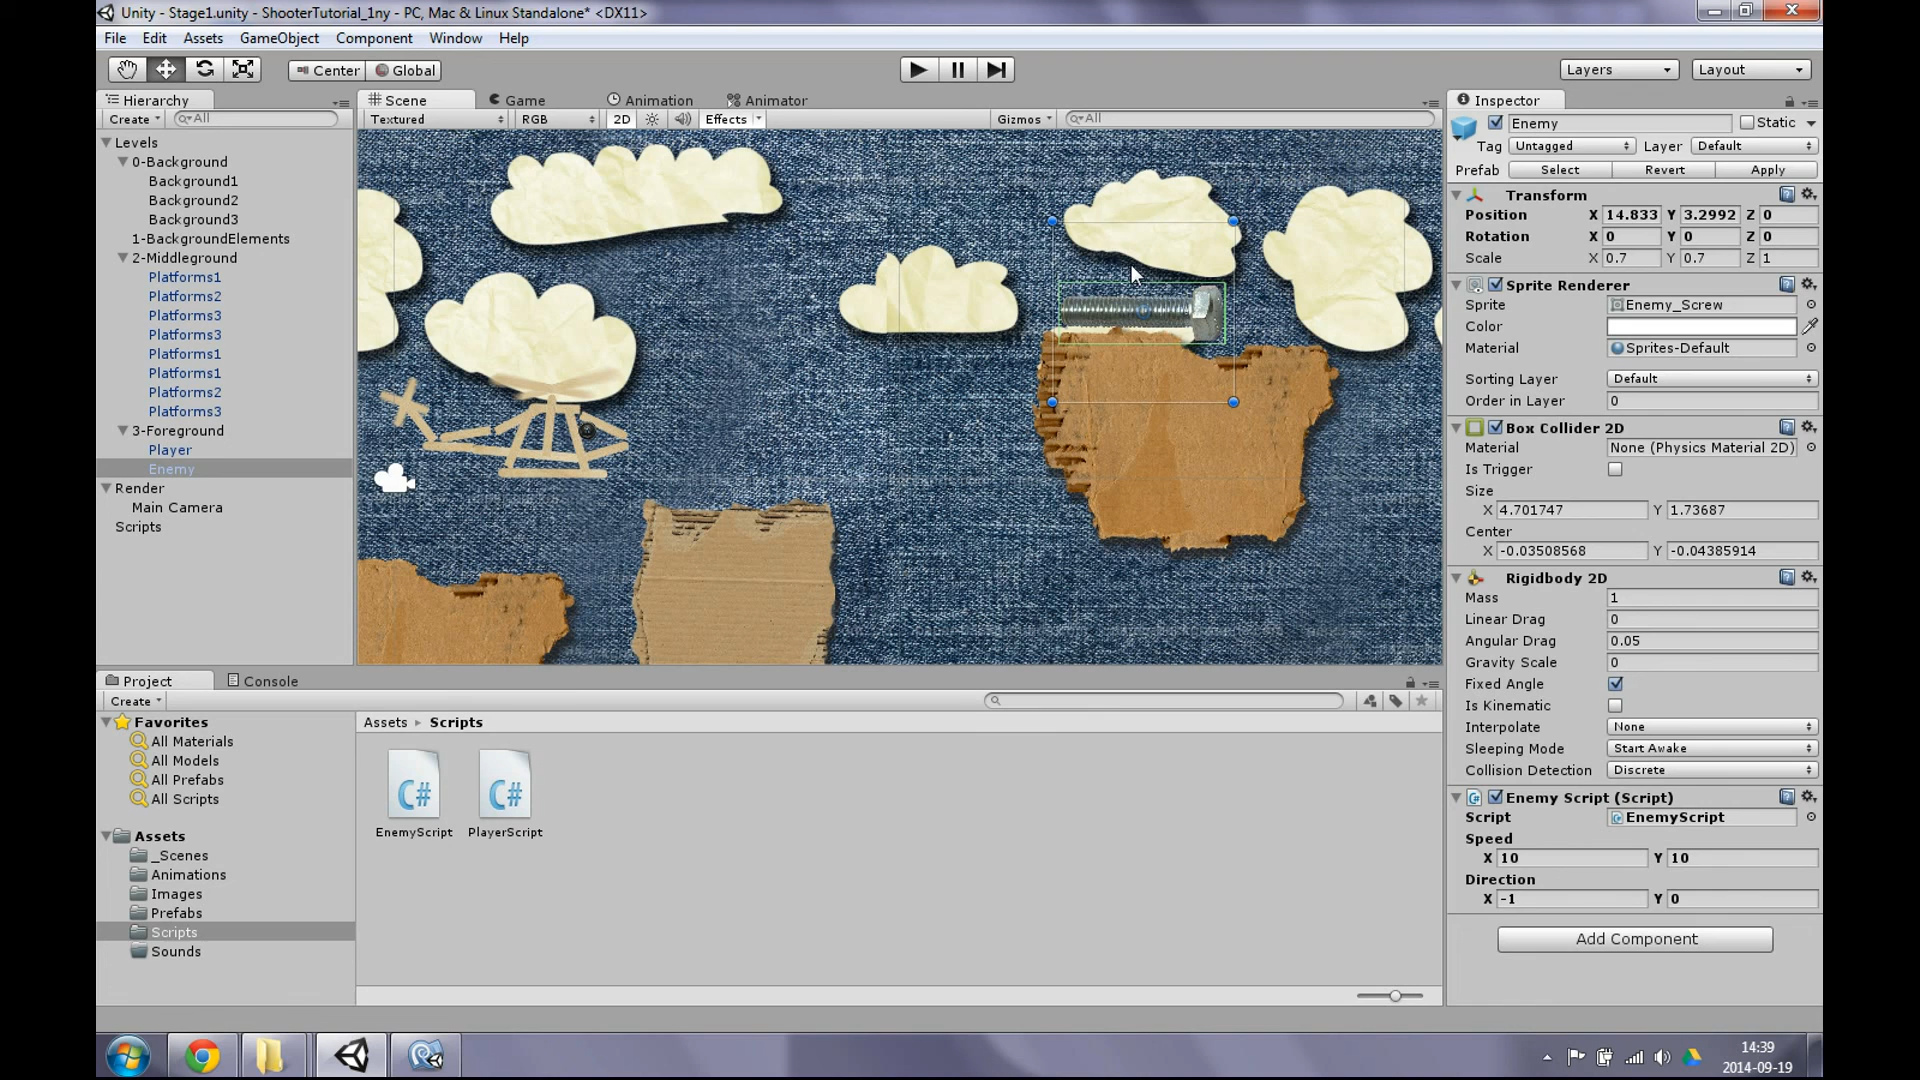 Unity - Stage1.unity - ShooterTutorial_1ny - PC, Mac & Linux Standalone* <DX11>
File Edit Assets GameObject Component Window Help
Center Global Layers Layout
Hierarchy
Create All
Levels
0-Background
Background1
Background2
Background3
1-BackgroundElements
2-Middleground
Platforms1
Platforms2
Platforms3
Platforms3
Platforms1
Platforms1
Platforms2
Platforms3
3-Foreground
Player
Enemy
Render
Main Camera
Scripts
Scene Game Animation Animator
Textured RGB 2D Effects Gizmos All
Inspector
Enemy Static
Tag Untagged Layer Default
Prefab Select Revert Apply
Transform
Position X 14.833 Y 3.2992 Z 0
Rotation X 0 Y 0 Z 0
Scale X 0.7 Y 0.7 Z 1
Sprite Renderer
Sprite Enemy_Screw
Color
Material Sprites-Default
Sorting Layer Default
Order in Layer 0
Box Collider 2D
Material None (Physics Material 2D)
Is Trigger
Size
X 4.701747 Y 1.73687
Center
X -0.03508568 Y -0.04385914
Rigidbody 2D
Mass 1
Linear Drag 0
Angular Drag 0.05
Gravity Scale 0
Fixed Angle
Is Kinematic
Interpolate None
Sleeping Mode Start Awake
Collision Detection Discrete
Enemy Script (Script)
Script EnemyScript
Speed
X 10 Y 10
Direction
X -1 Y 0
Add Component
Project Console
Create
Favorites
All Materials
All Models
All Prefabs
All Scripts
Assets
_Scenes
Animations
Images
Prefabs
Scripts
Sounds
Assets Scripts
C# C#
EnemyScript PlayerScript
14:39
2014-09-19